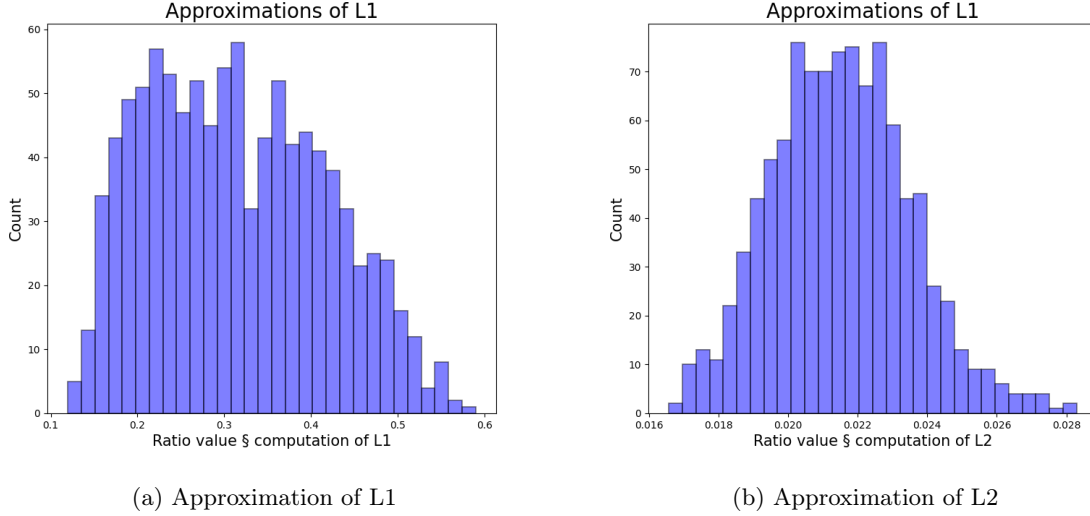 Approximations of L1
60
50
40
30
20
10
0
Count
0.1 0.2 0.3 0.4 0.5 0.6
Ratio value § computation of L1
(a) Approximation of L1
Approximations of L1
70
60
50
40
30
20
10
0
Count
0.016 0.018 0.020 0.022 0.024 0.026 0.028
Ratio value § computation of L2
(b) Approximation of L2